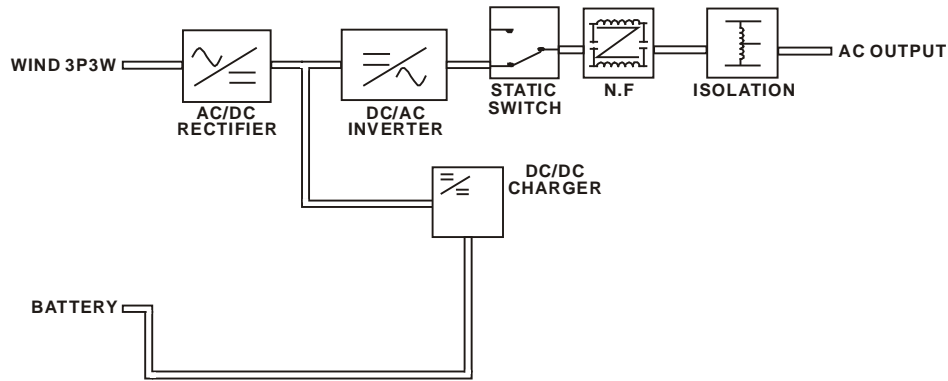 WIND 3P3W
AC/DC
RECTIFIER
DC/AC
INVERTER
STATIC
SWITCH
N.F
ISOLATION
AC OUTPUT
DC/DC
CHARGER
BATTERY